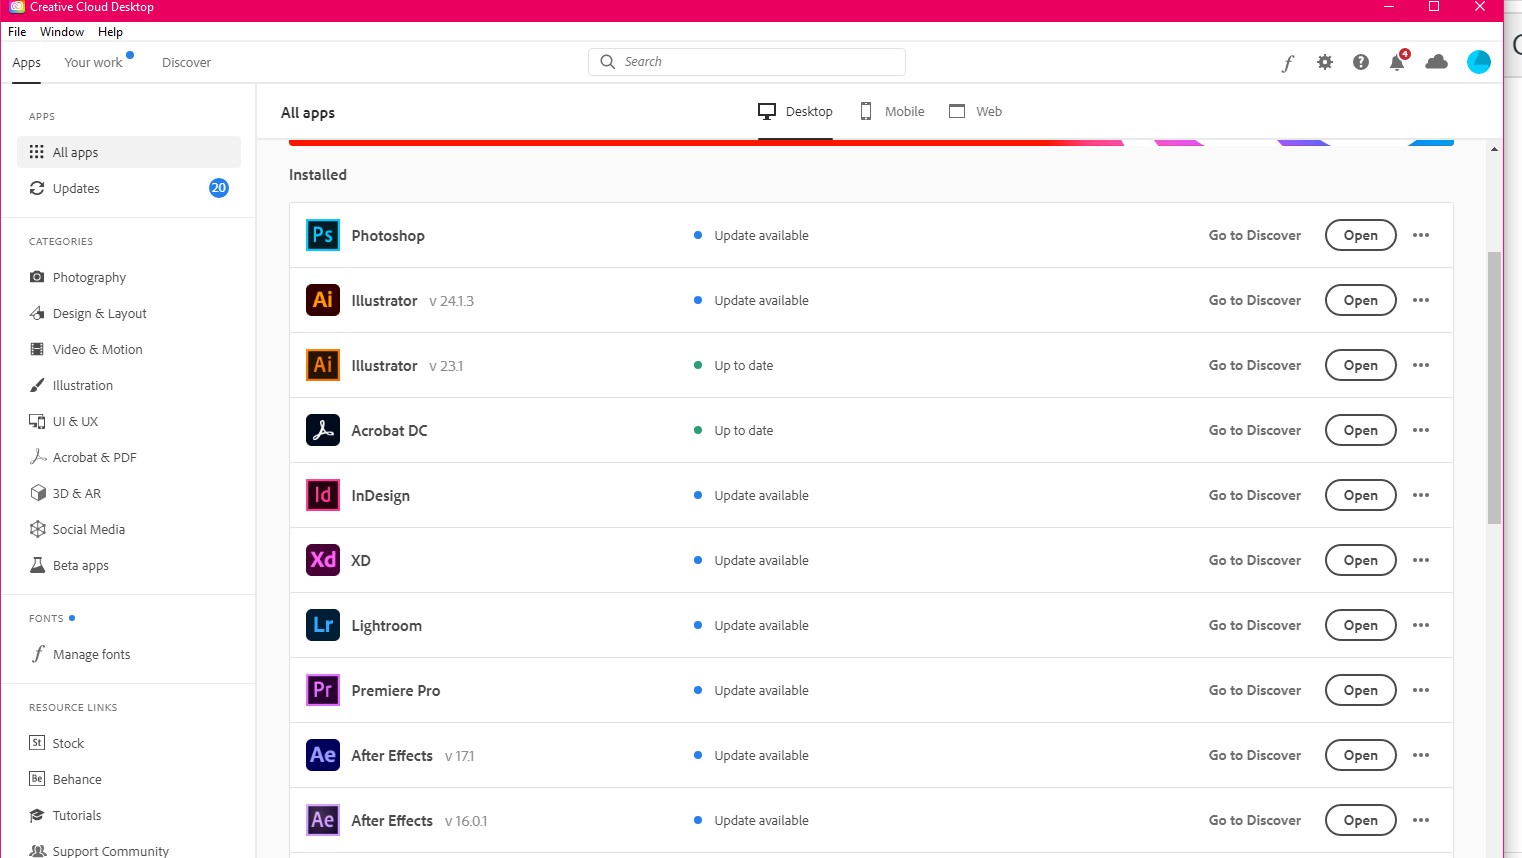 Creative Cloud Desktop
File Window Help
Apps Your work Discover Search 4
APPS
All apps
Updates 20
CATEGORIES
Photography
Design & Layout
Video & Motion
Illustration
UI & UX
Acrobat & PDF
3D & AR
Social Media
Beta apps
FONTS
Manage fonts
RESOURCE LINKS
St Stock
Be Behance
Tutorials
Support Community
All apps Desktop Mobile Web
Installed
Ps Photoshop Update available Go to Discover Open
Ai Illustrator v 24.1.3 Update available Go to Discover Open
Ai Illustrator v 23.1 Up to date Go to Discover Open
Acrobat DC Up to date Go to Discover Open
Id InDesign Update available Go to Discover Open
Xd XD Update available Go to Discover Open
Lr Lightroom Update available Go to Discover Open
Pr Premiere Pro Update available Go to Discover Open
Ae After Effects v 17.1 Update available Go to Discover Open
Ae After Effects v 16.0.1 Update available Go to Discover Open